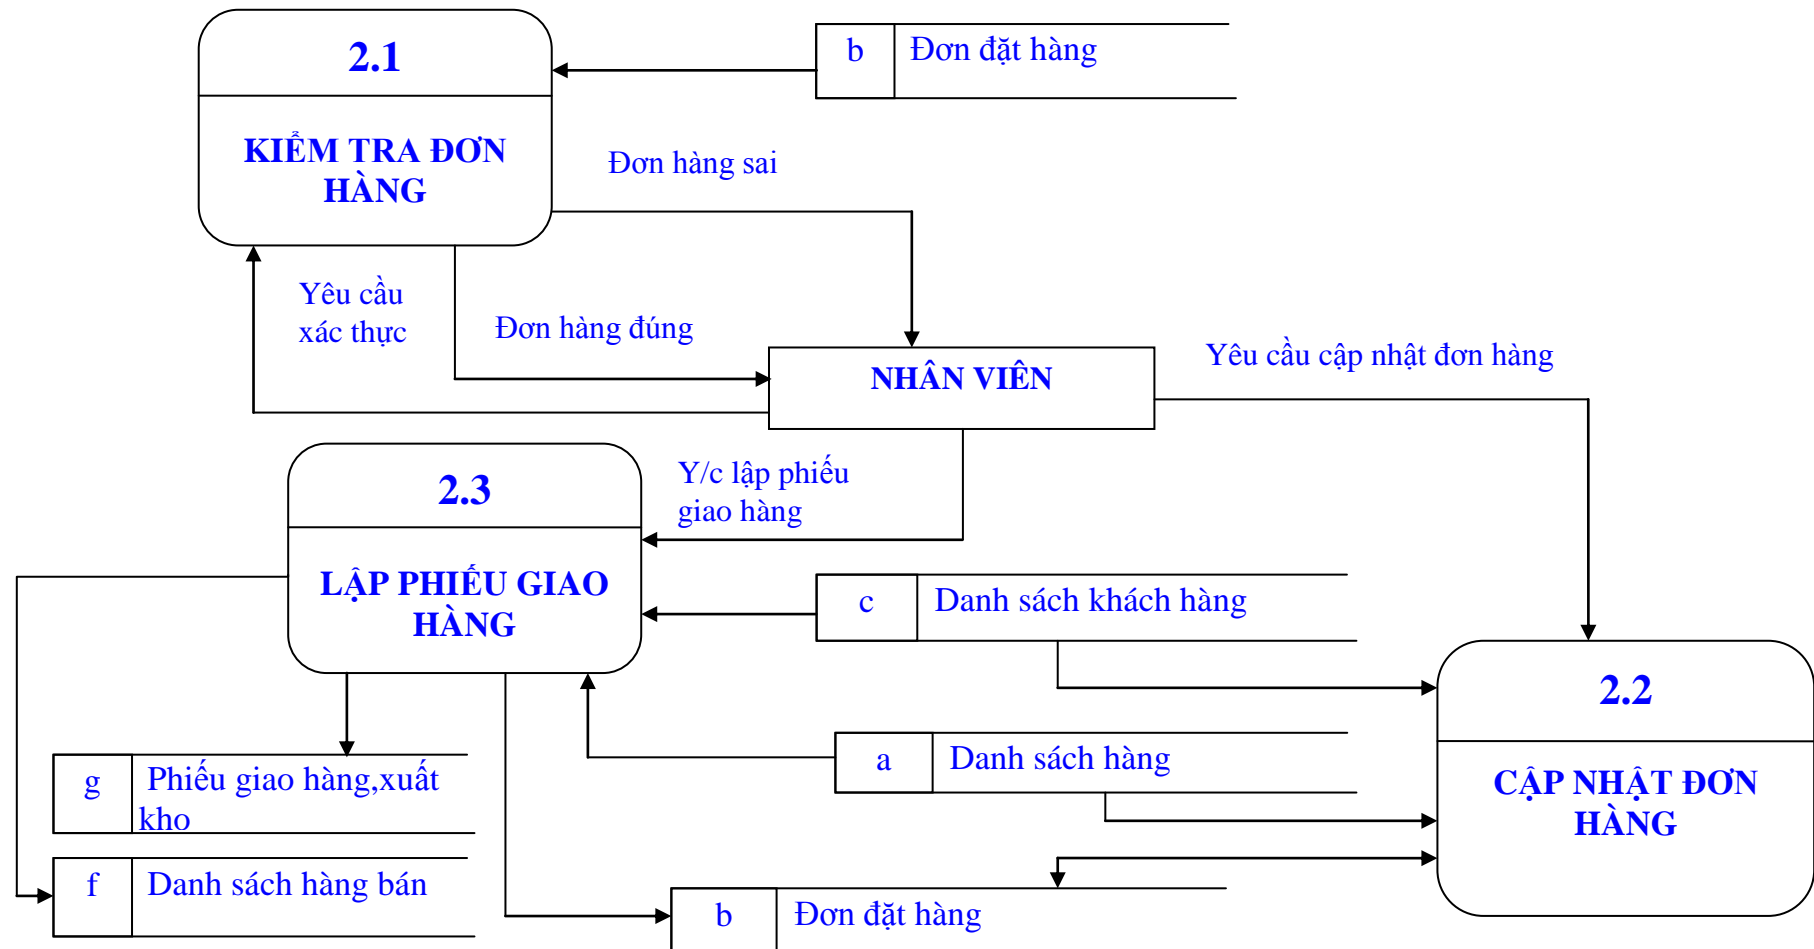 2.1
b
Đơn đặt hàng
KIỂM TRA ĐƠN
HÀNG
Đơn hàng sai
Yêu cầu
xác thực
Đơn hàng đúng
NHÂN VIÊN
Yêu cầu cập nhật đơn hàng
2.3
Y/c lập phiếu
giao hàng
LẬP PHIẾU GIAO
HÀNG
c
Danh sách khách hàng
2.2
a
Danh sách hàng
CẬP NHẬT ĐƠN
HÀNG
g
Phiếu giao hàng,xuất
kho
f
Danh sách hàng bán
b
Đơn đặt hàng